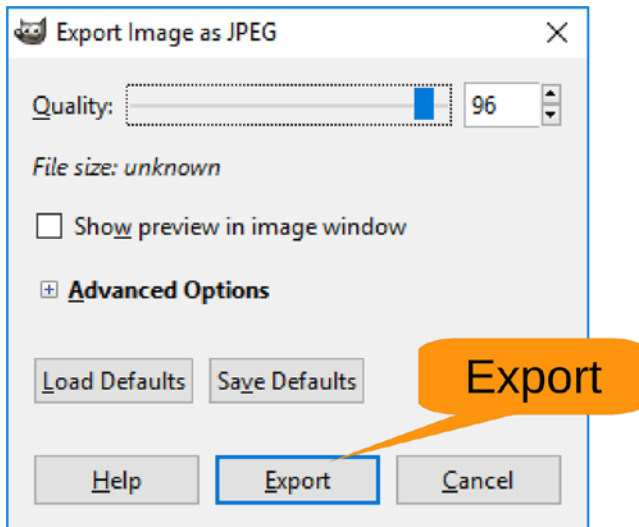 Export Image as JPEG
Quality: 96
File size: unknown
Show preview in image window
Advanced Options
Load Defaults Save Defaults
Export
Help Export Cancel